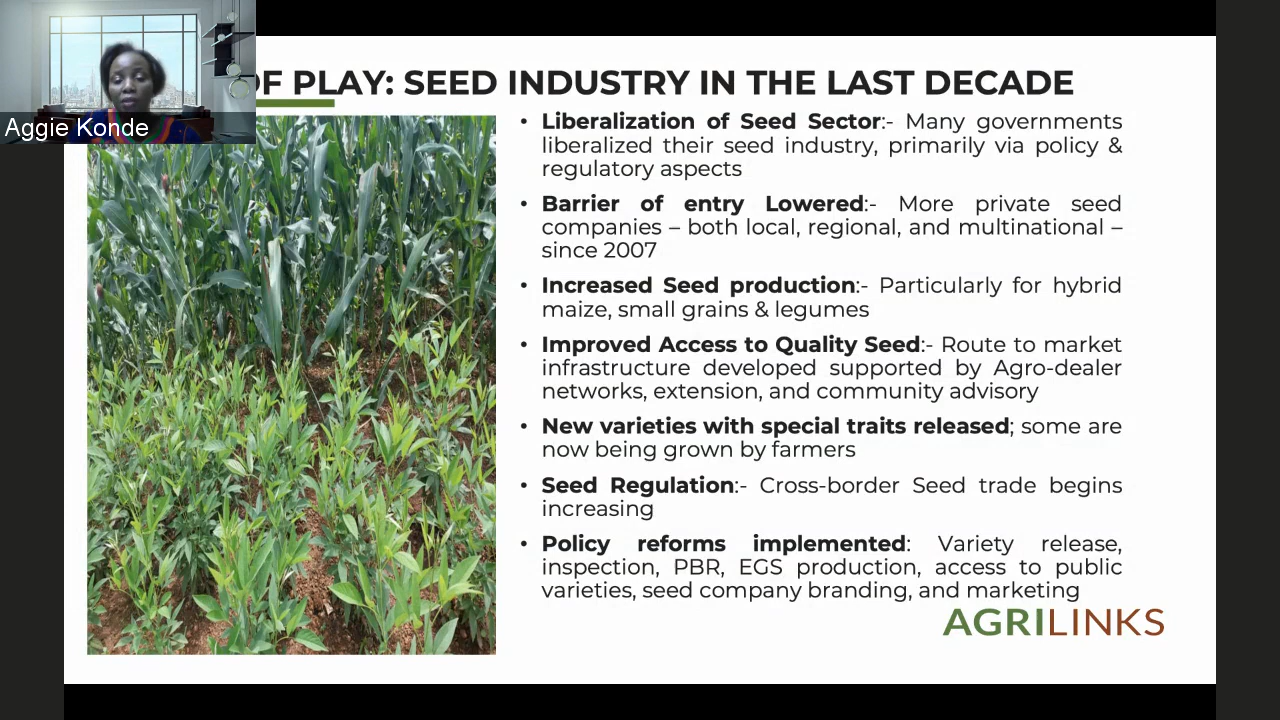 OF PLAY: SEED INDUSTRY IN THE LAST DECADE
Aggie Konde
• Liberalization of Seed Sector:- Many governments
liberalized their seed industry, primarily via policy &
regulatory aspects
• Barrier of entry Lowered:- More private seed
companies – both local, regional, and multinational –
since 2007
• Increased Seed production:- Particularly for hybrid
maize, small grains & legumes
• Improved Access to Quality Seed:- Route to market
infrastructure developed supported by Agro-dealer
networks, extension, and community advisory
• New varieties with special traits released; some are
now being grown by farmers
• Seed Regulation:- Cross-border Seed trade begins
increasing
• Policy reforms implemented: Variety release,
inspection, PBR, EGS production, access to public
varieties, seed company branding, and marketing
AGRILINKS